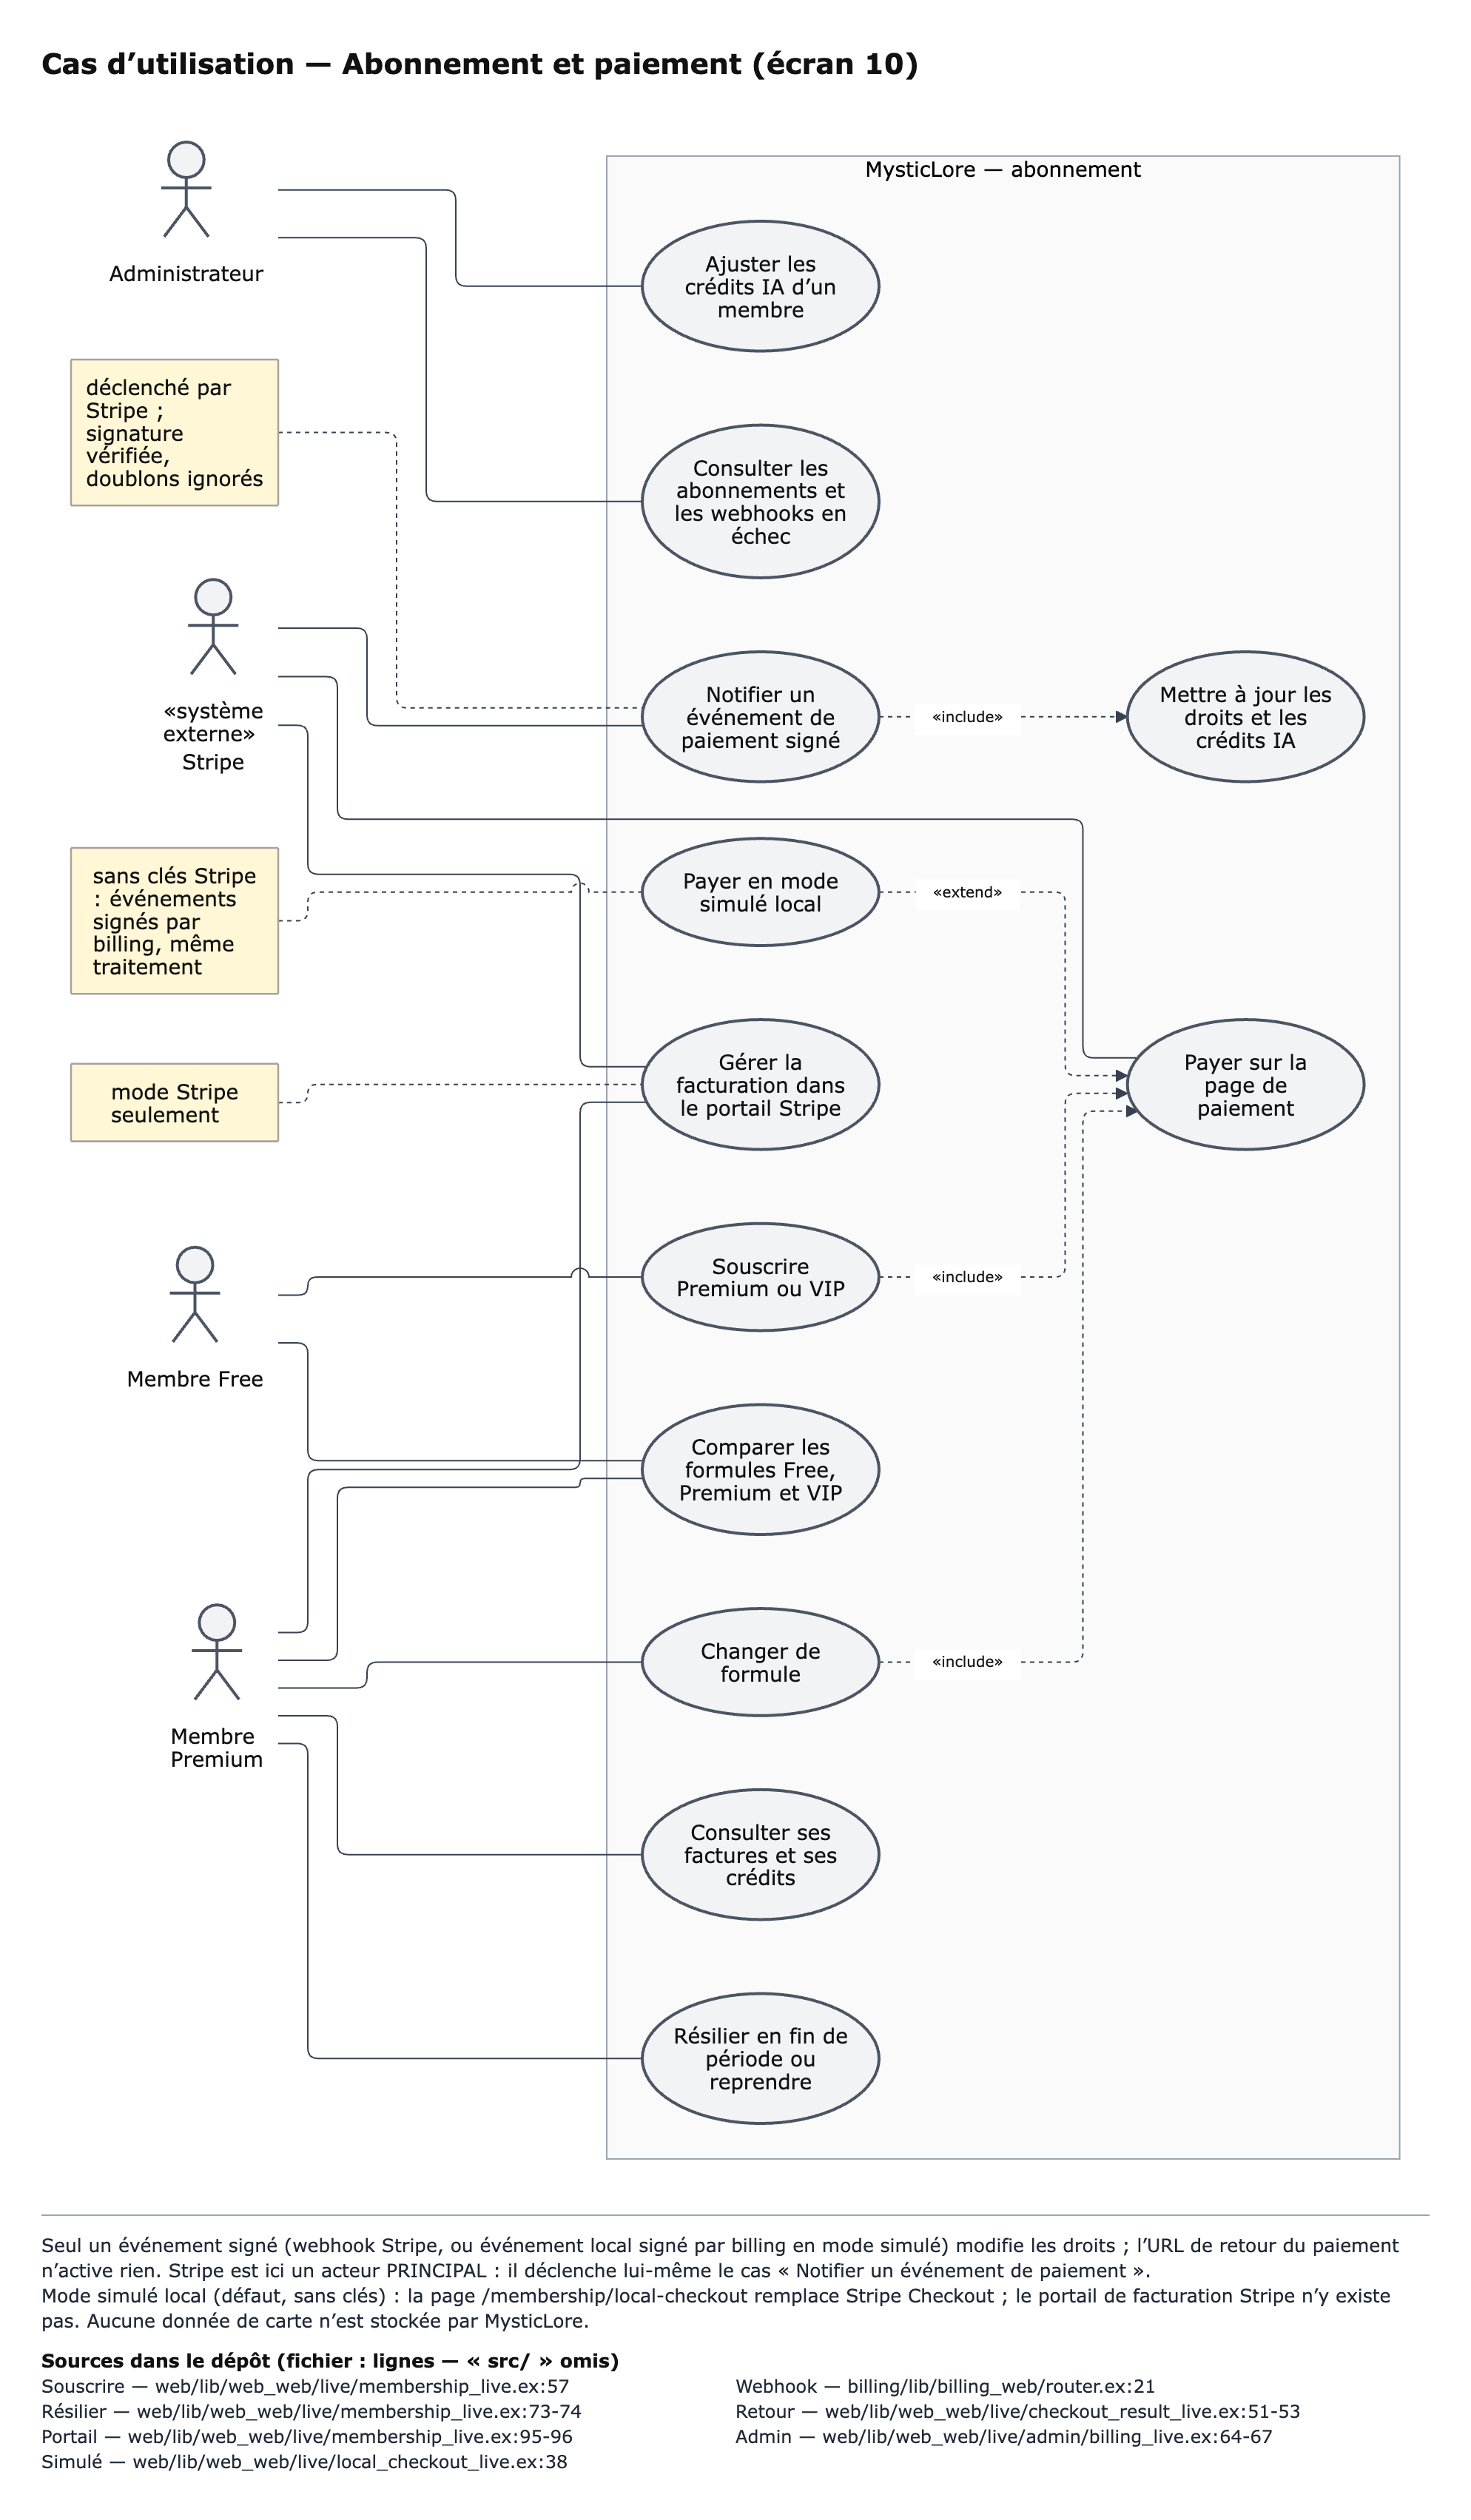 Cas d’utilisation — Abonnement et paiement (écran 10)
MysticLore — abonnement
Administrateur
Ajuster les
crédits IA d’un
membre
déclenché par
Stripe ;
signature
vérifiée,
doublons ignorés
Consulter les
abonnements et
les webhooks en
échec
«système
externe»
Stripe
Notifier un
événement de
paiement signé
«include»
Mettre à jour les
droits et les
crédits IA
sans clés Stripe
: événements
signés par
billing, même
traitement
Payer en mode
simulé local
«extend»
mode Stripe
seulement
Gérer la
facturation dans
le portail Stripe
Payer sur la
page de
paiement
Membre Free
Souscrire
Premium ou VIP
«include»
Comparer les
formules Free,
Premium et VIP
Membre
Premium
Changer de
formule
«include»
Consulter ses
factures et ses
crédits
Résilier en fin de
période ou
reprendre
Seul un événement signé (webhook Stripe, ou événement local signé par billing en mode simulé) modifie les droits ; l’URL de retour du paiement
n’active rien. Stripe est ici un acteur PRINCIPAL : il déclenche lui-même le cas « Notifier un événement de paiement ».
Mode simulé local (défaut, sans clés) : la page /membership/local-checkout remplace Stripe Checkout ; le portail de facturation Stripe n’y existe
pas. Aucune donnée de carte n’est stockée par MysticLore.
Sources dans le dépôt (fichier : lignes — « src/ » omis)
Souscrire — web/lib/web_web/live/membership_live.ex:57
Résilier — web/lib/web_web/live/membership_live.ex:73-74
Portail — web/lib/web_web/live/membership_live.ex:95-96
Simulé — web/lib/web_web/live/local_checkout_live.ex:38
Webhook — billing/lib/billing_web/router.ex:21
Retour — web/lib/web_web/live/checkout_result_live.ex:51-53
Admin — web/lib/web_web/live/admin/billing_live.ex:64-67